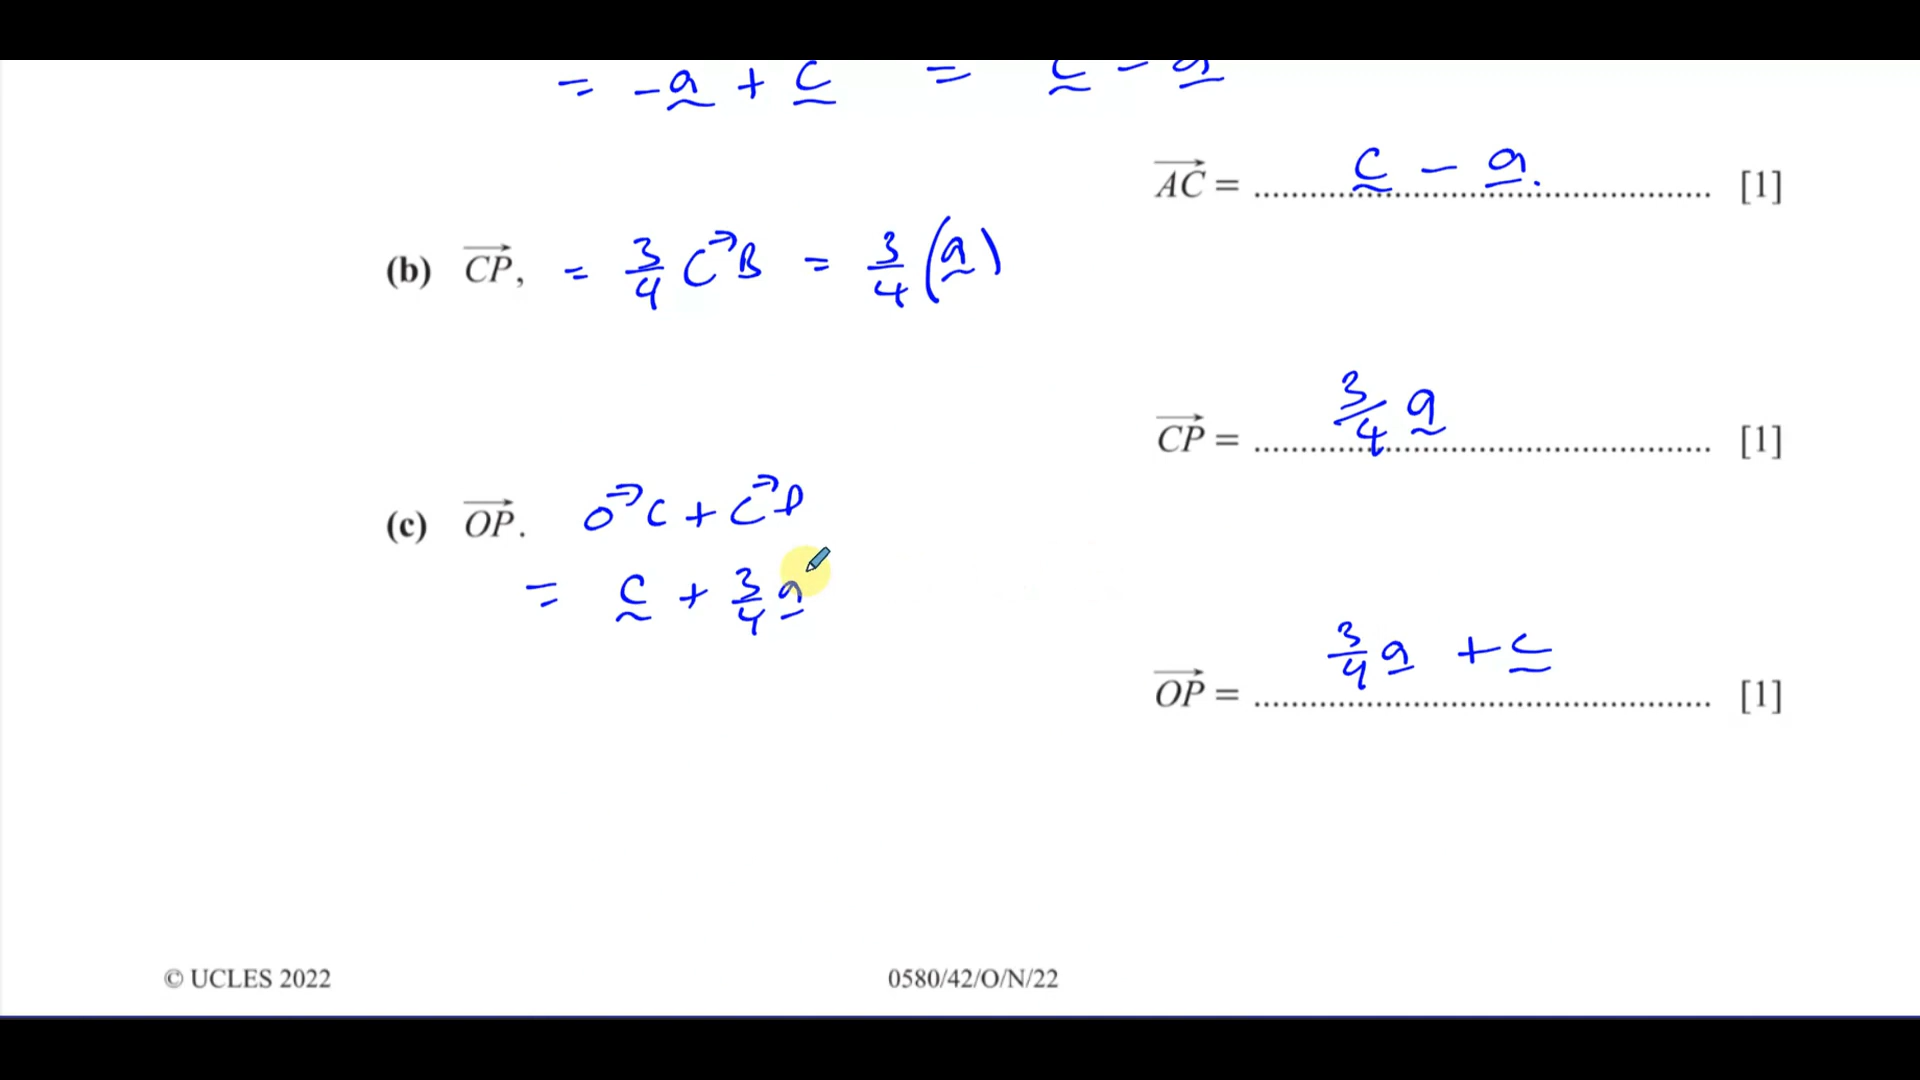 = -a + c = c - a
AC = c - a. [1]
(b) CP, = 3/4 CB = 3/4 (a)
CP = 3/4 a [1]
(c) OP. OC + CP
= c + 3/4 a
OP = 3/4 a + c [1]
© UCLES 2022 0580/42/O/N/22